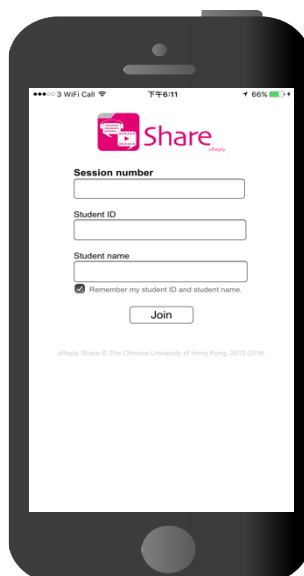 3 WiFi Call 下午6:11 66%
Share
uReply
Session number
Student ID
Student name
Remember my student ID and student name.
Join
uReply Share © The Chinese University of Hong Kong. 2012-2016.